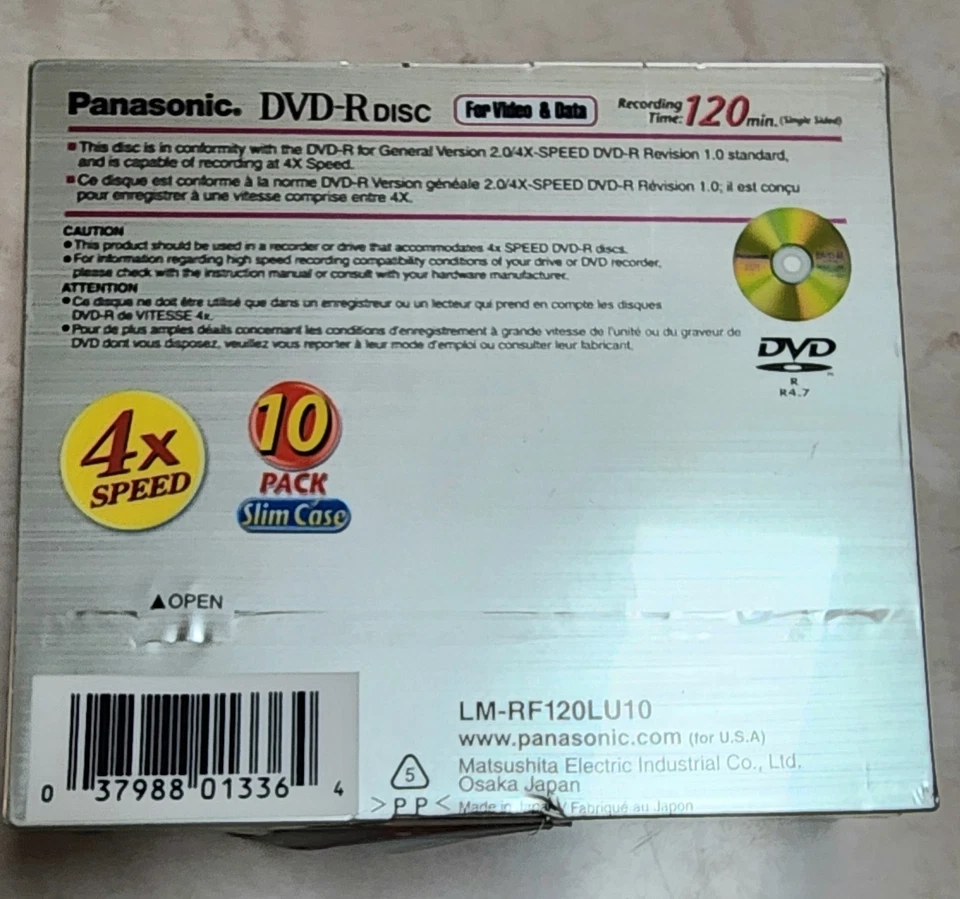 Panasonic. DVD-R DISC For Video & Data Recording Time: 120 min. (Single Sided)
■ This disc is in conformity with the DVD-R for General Version 2.0/4X-SPEED DVD-R Revision 1.0 standard,
and is capable of recording at 4X Speed.
■ Ce disque est conforme à la norme DVD-R Version généale 2.0/4X-SPEED DVD-R Révision 1.0; il est conçu
pour enregistrer à une vitesse comprise entre 4X.
CAUTION
● This product should be used in a recorder or drive that accommodates 4x SPEED DVD-R discs.
● For information regarding high speed recording compatibility conditions of your drive or DVD recorder,
please check with the instruction manual or consult with your hardware manufacturer.
ATTENTION
● Ce disque ne doit être utilisé que dans un enregistreur ou un lecteur qui prend en compte les disques
DVD-R de VITESSE 4x.
● Pour de plus amples déails concernant les conditions d'enregistrement à grande vitesse de l'unité ou du graveur de
DVD dont vous disposez, veuillez vous reporter à leur mode d'emploi ou consulter leur fabricant.
DVD
R
R4.7
4x
SPEED
10
PACK
Slim Case
▲OPEN
0 37988 01336 4
5
>PP<
LM-RF120LU10
www.panasonic.com (for U.S.A)
Matsushita Electric Industrial Co., Ltd.
Osaka Japan
Made in Japan / Fabriqué au Japon